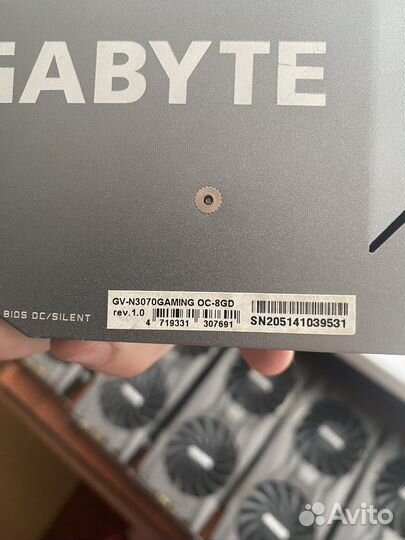 GABYTE
GV-N3070GAMING OC-8GD
rev.1.0
4 719331 307691
SN205141039531
BIOS OC/SILENT
Avito